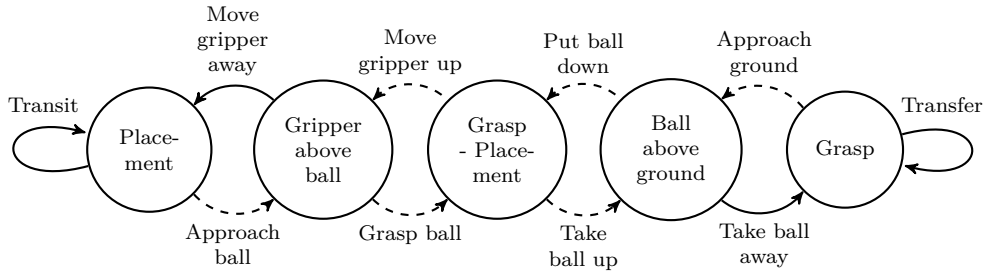 Move
gripper
away
Move
gripper up
Put ball
down
Approach
ground
Transit
Transfer
Place-
ment
Gripper
above
ball
Grasp
- Place-
ment
Ball
above
ground
Grasp
Approach
ball
Grasp ball
Take
ball up
Take ball
away